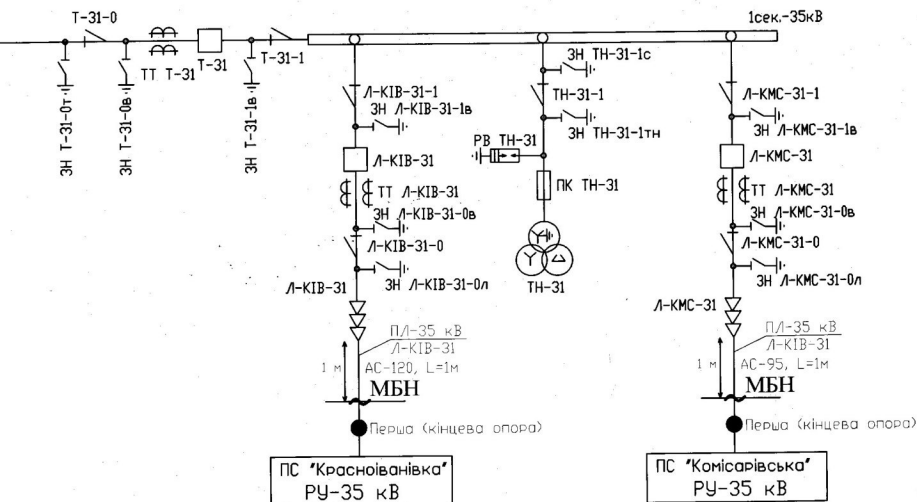 Т-31-0
1сек.-35кВ
ТТ Т-31
Т-31
Т-31-1
ЗН Т-31-0т
ЗН Т-31-0в
ЗН Т-31-1в
Л-КІВ-31-1
ЗН Л-КІВ-31-1в
Л-КІВ-31
ТТ Л-КІВ-31
ЗН Л-КІВ-31-0в
Л-КІВ-31-0
ЗН Л-КІВ-31-0л
Л-КІВ-31
ПЛ-35 кВ
Л-КІВ-31
1 м
АС-120, L=1м
МБН
Перша (кінцева опора)
ПС "Красноіванівка"
РУ-35 кВ
ЗН ТН-31-1с
ТН-31-1
ЗН ТН-31-1тн
РВ ТН-31
ПК ТН-31
ТН-31
Л-КМС-31-1
ЗН Л-КМС-31-1в
Л-КМС-31
ТТ Л-КМС-31
ЗН Л-КМС-31-0в
Л-КМС-31-0
ЗН Л-КМС-31-0л
Л-КМС-31
ПЛ-35 кВ
Л-КІВ-31
1 м
АС-95, L=1м
МБН
Перша (кінцева опора)
ПС "Комісарівська"
РУ-35 кВ